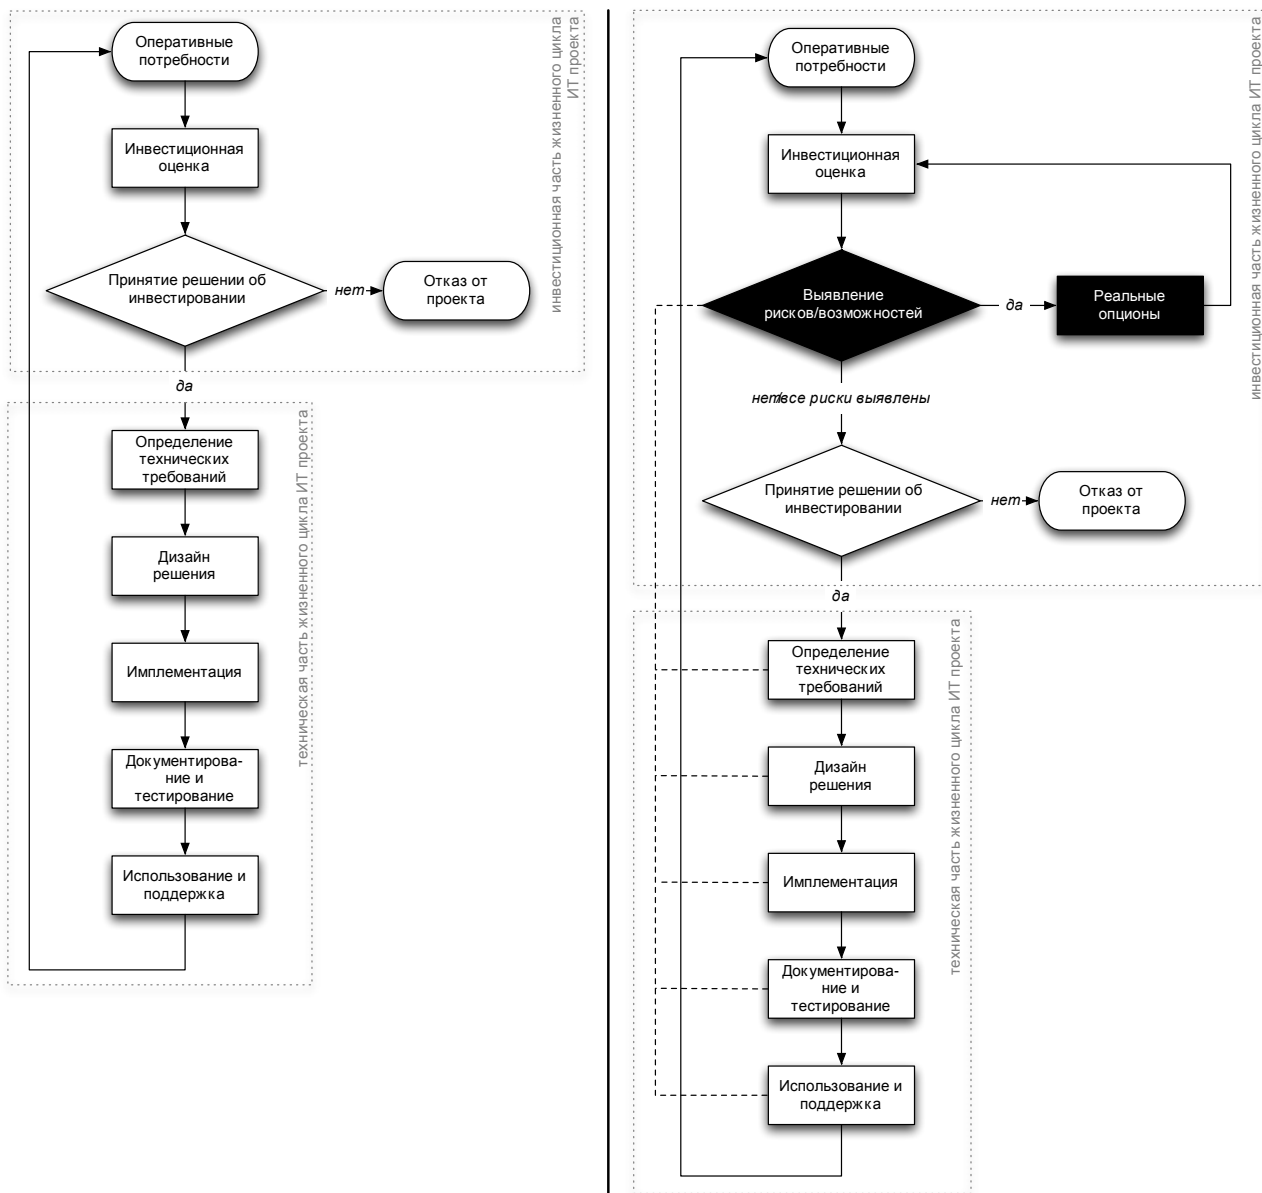 Оперативные
потребности
Инвестиционная
оценка
Принятие решении об
инвестировании
нет
Отказ от
проекта
инвестиционная часть жизненного цикла
ИТ проекта
да
Определение
технических
требований
Дизайн
решения
Имплементация
Документирова-
ние и
тестирование
Использование и
поддержка
техническая часть жизненного цикла ИТ проекта
Оперативные
потребности
Инвестиционная
оценка
Выявление
рисков/возможностей
да
Реальные
опционы
нет/все риски выявлены
Принятие решении об
инвестировании
нет
Отказ от
проекта
инвестиционная часть жизненного цикла ИТ проекта
да
Определение
технических
требований
Дизайн
решения
Имплементация
Документирова-
ние и
тестирование
Использование и
поддержка
техническая часть жизненного цикла ИТ проекта